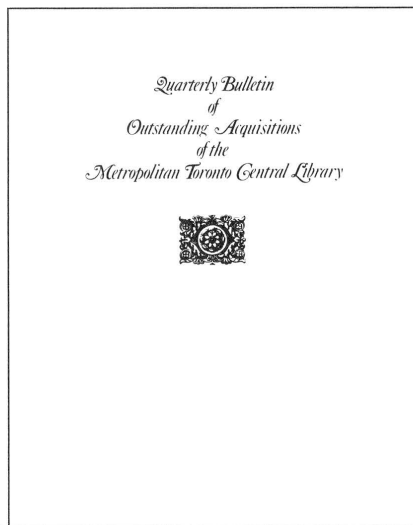 Quarterly Bulletin
of
Outstanding Acquisitions
of the
Metropolitan Toronto Central Library